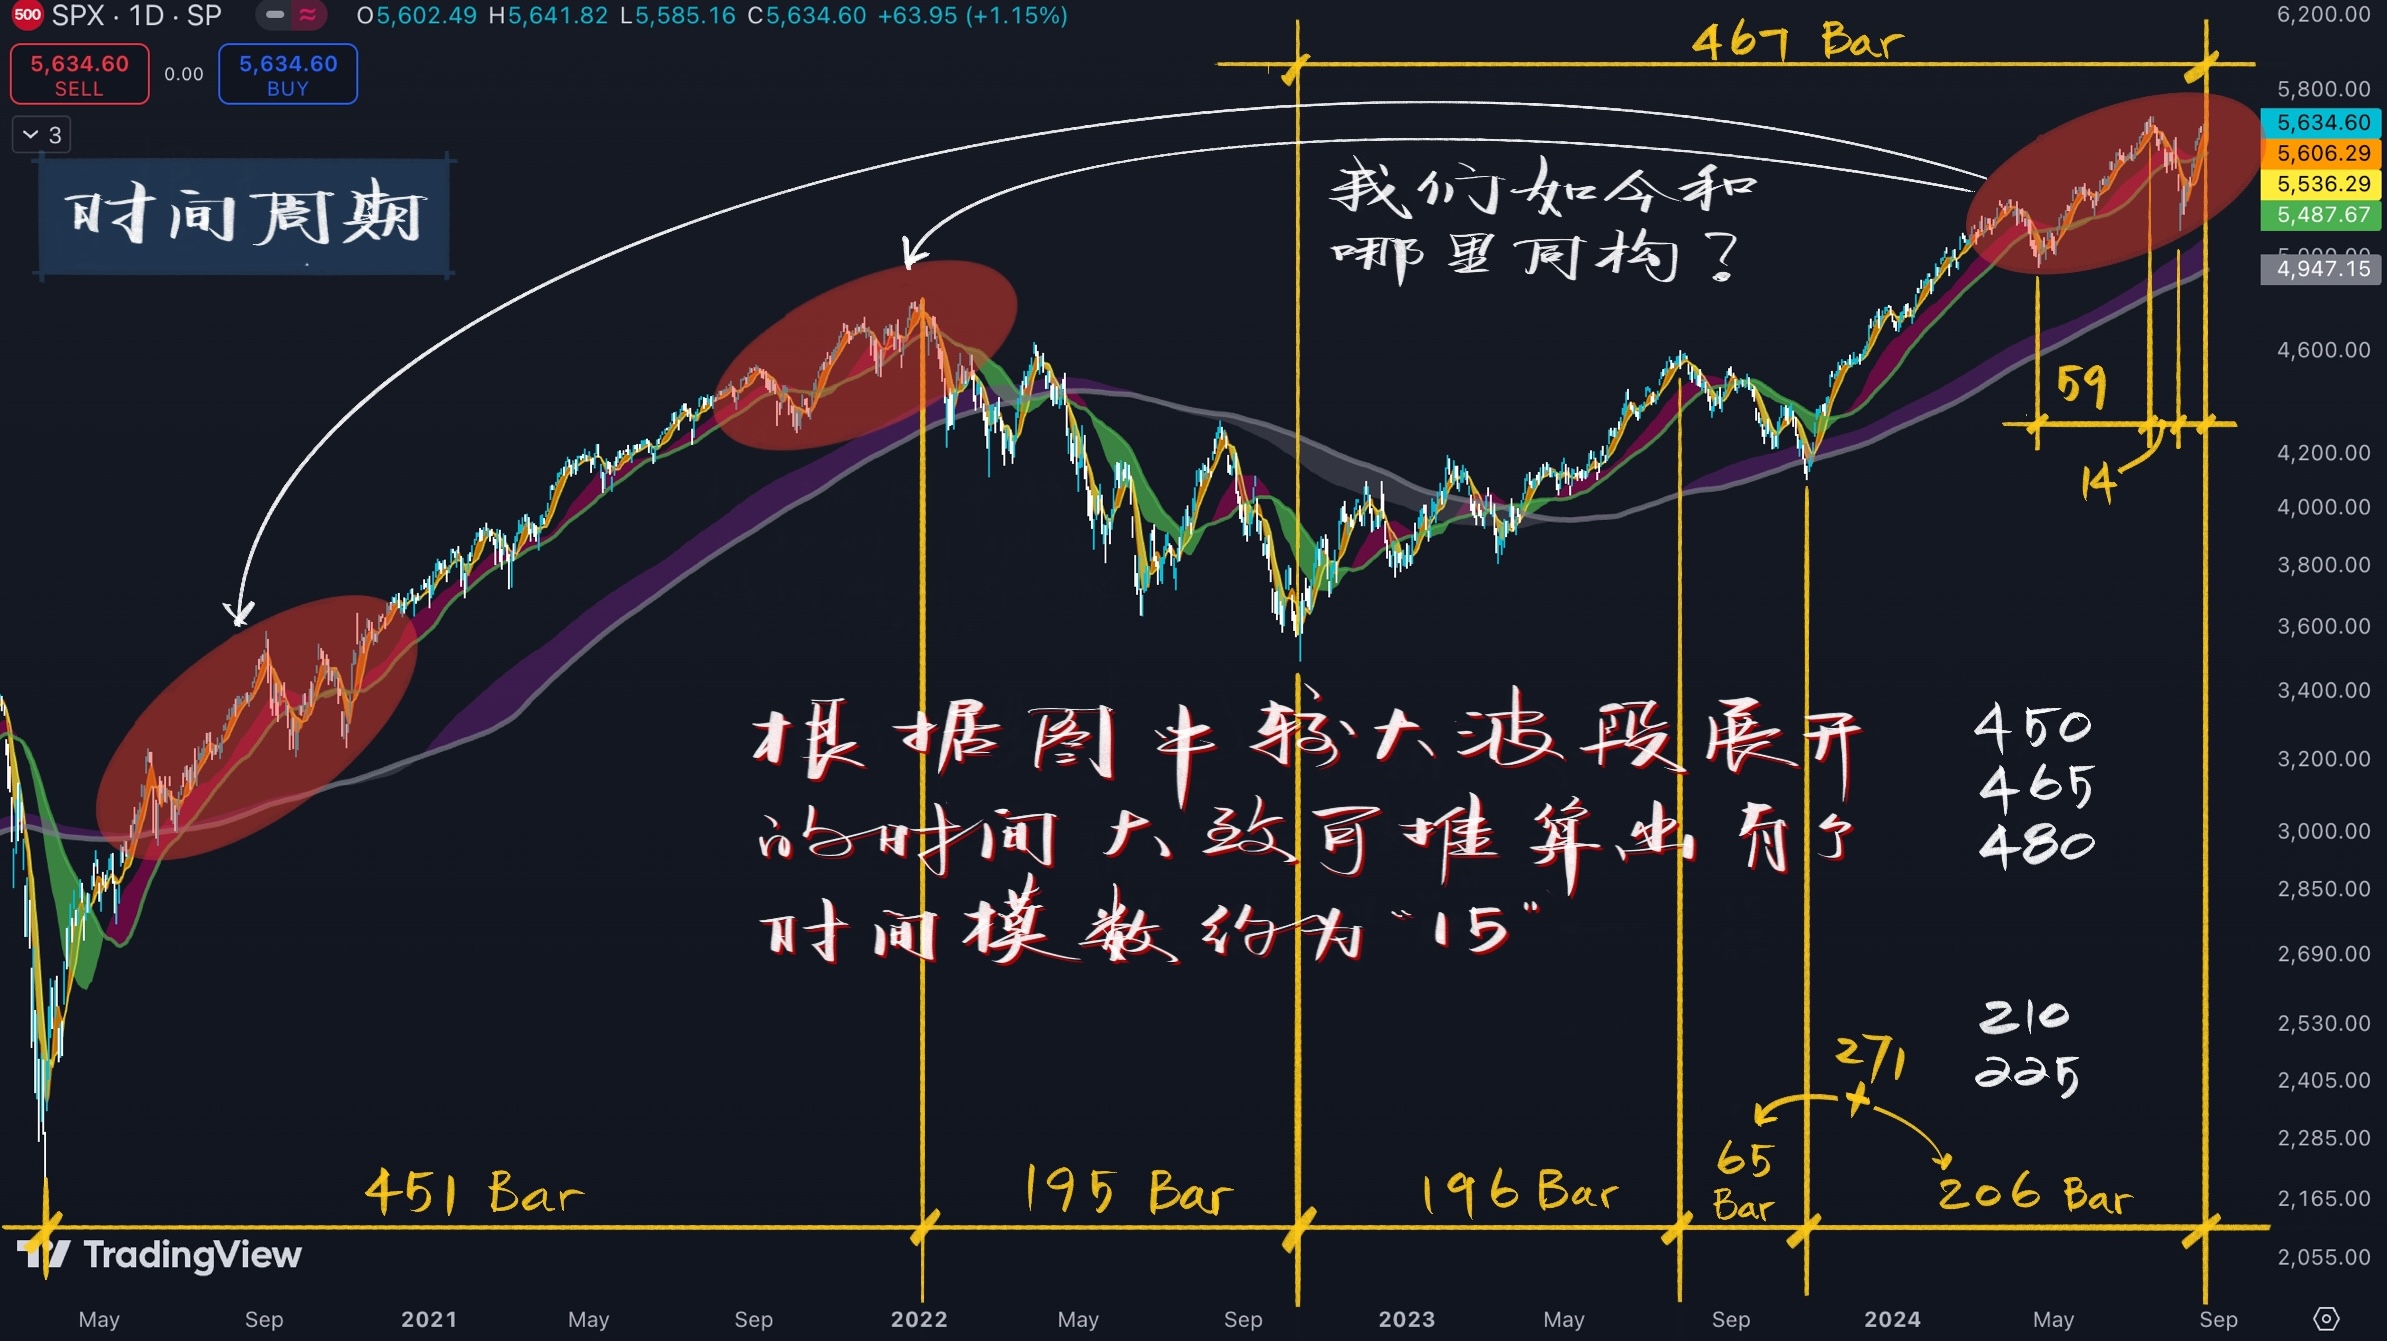 500 SPX · 1D · SP O5,602.49 H5,641.82 L5,585.16 C5,634.60 +63.95 (+1.15%)
5,634.60 SELL 0.00 5,634.60 BUY
3
时间周期
467 Bar
我们如今和
哪里同构？
59
14
根据图中较大波段展开
的时间大致可推算出有个
时间模数约为“15”
450
465
480
210
225
271
451 Bar
195 Bar
196 Bar
65
Bar
206 Bar
TradingView
6,200.00
5,800.00
5,634.60
5,606.29
5,536.29
5,487.67
4,947.15
4,600.00
4,200.00
4,000.00
3,800.00
3,600.00
3,400.00
3,200.00
3,000.00
2,850.00
2,690.00
2,530.00
2,405.00
2,285.00
2,165.00
2,055.00
May Sep 2021 May Sep 2022 May Sep 2023 May Sep 2024 May Sep